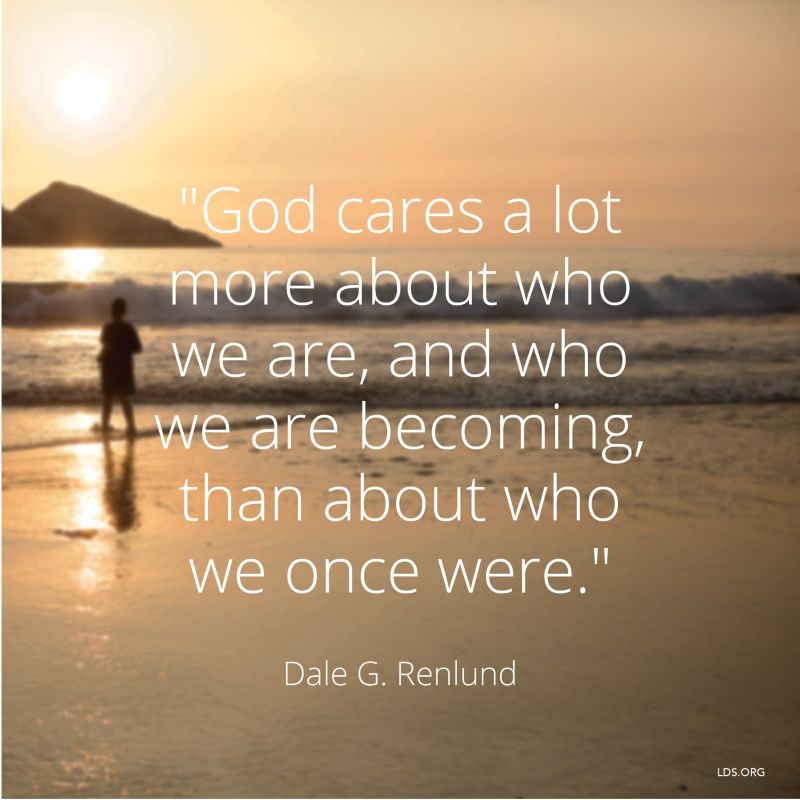 "God cares a lot
more about who
we are, and who
we are becoming,
than about who
we once were."
Dale G. Renlund
LDS.ORG